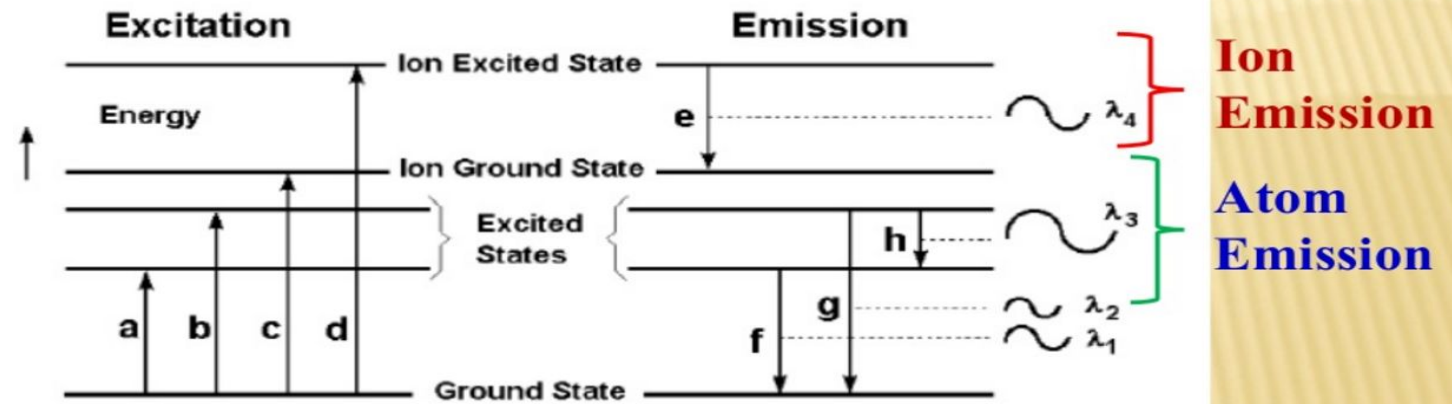 Excitation
Emission
Ion Excited State
Energy
e
λ4
Ion
Emission
Ion Ground State
Excited
States
h
λ3
Atom
Emission
a
b
c
d
f
g
λ2
λ1
Ground State